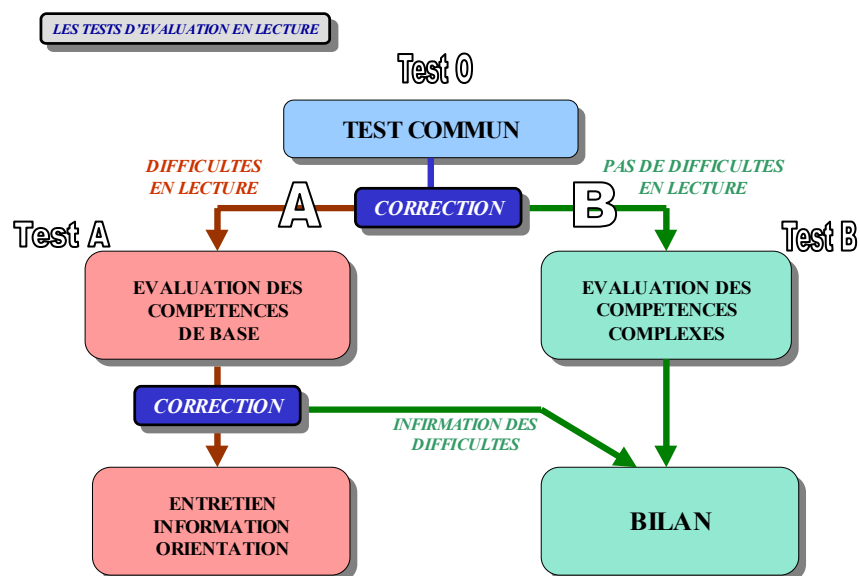 LES TESTS D'EVALUATION EN LECTURE
Test 0
TEST COMMUN
DIFFICULTES
EN LECTURE
PAS DE DIFFICULTES
EN LECTURE
A
CORRECTION
B
Test A
Test B
EVALUATION DES
COMPETENCES
DE BASE
EVALUATION DES
COMPETENCES
COMPLEXES
CORRECTION
INFIRMATION DES
DIFFICULTES
ENTRETIEN
INFORMATION
ORIENTATION
BILAN